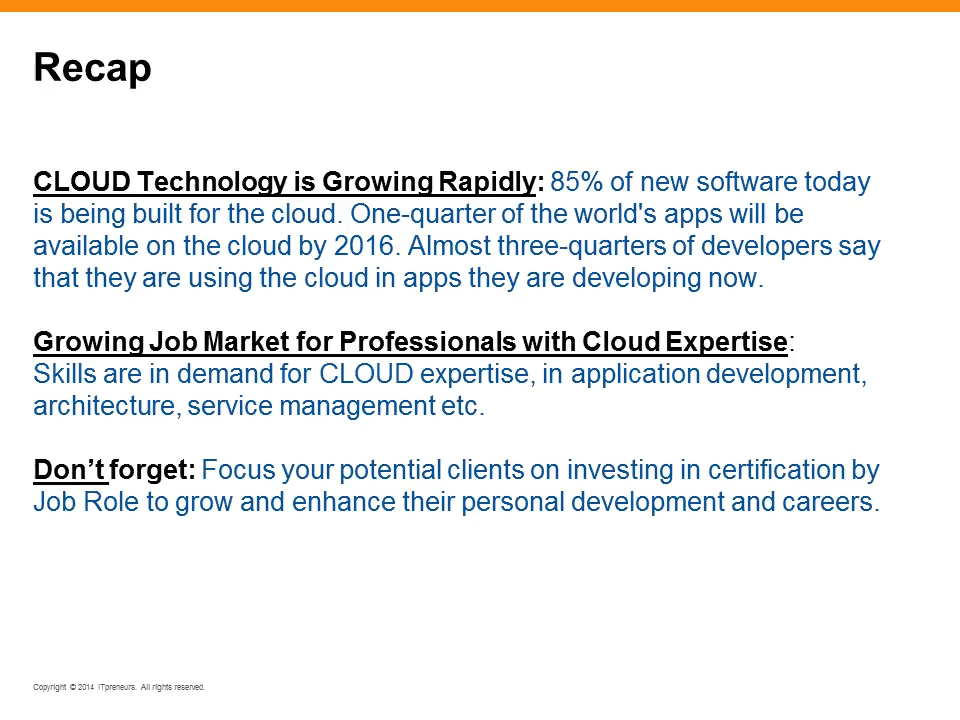 Recap
CLOUD Technology is Growing Rapidly: 85% of new software today
is being built for the cloud. One-quarter of the world's apps will be
available on the cloud by 2016. Almost three-quarters of developers say
that they are using the cloud in apps they are developing now.
Growing Job Market for Professionals with Cloud Expertise:
Skills are in demand for CLOUD expertise, in application development,
architecture, service management etc.
Don’t forget: Focus your potential clients on investing in certification by
Job Role to grow and enhance their personal development and careers.
Copyright © 2014 ITpreneurs. All rights reserved.